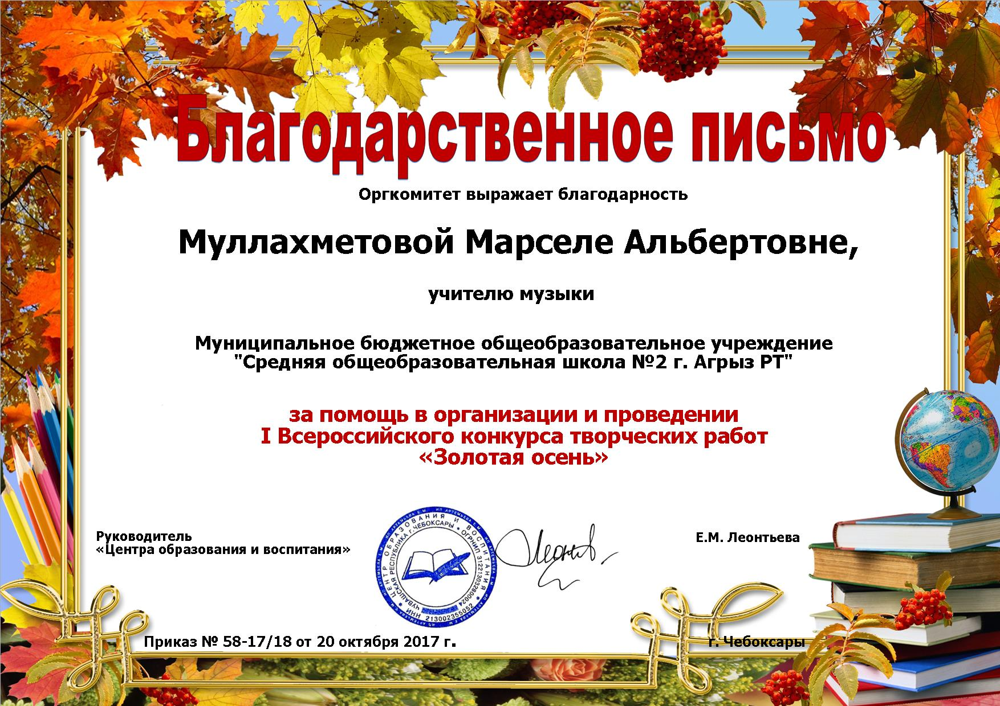 Благодарственное письмо
Оргкомитет выражает благодарность
Муллахметовой Марселе Альбертовне,
учителю музыки
Муниципальное бюджетное общеобразовательное учреждение
"Средняя общеобразовательная школа №2 г. Агрыз РТ"
за помощь в организации и проведении
I Всероссийского конкурса творческих работ
«Золотая осень»
Руководитель
«Центра образования и воспитания»
ЦЕНТР ОБРАЗОВАНИЯ И ВОСПИТАНИЯ
ЧУВАШСКАЯ РЕСПУБЛИКА Г.ЧЕБОКСАРЫ * ОГРНИП 312213032800024
ИНН 213002355052
ИП АРТЕМЬЕВА Е.М.
Е.М. Леонтьева
Приказ № 58-17/18 от 20 октября 2017 г.
г. Чебоксары